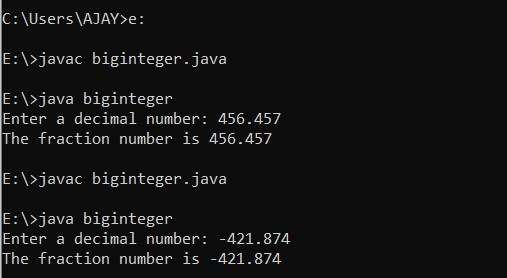 C:\Users\AJAY>e:
E:\>javac biginteger.java
E:\>java biginteger
Enter a decimal number: 456.457
The fraction number is 456.457
E:\>javac biginteger.java
E:\>java biginteger
Enter a decimal number: -421.874
The fraction number is -421.874